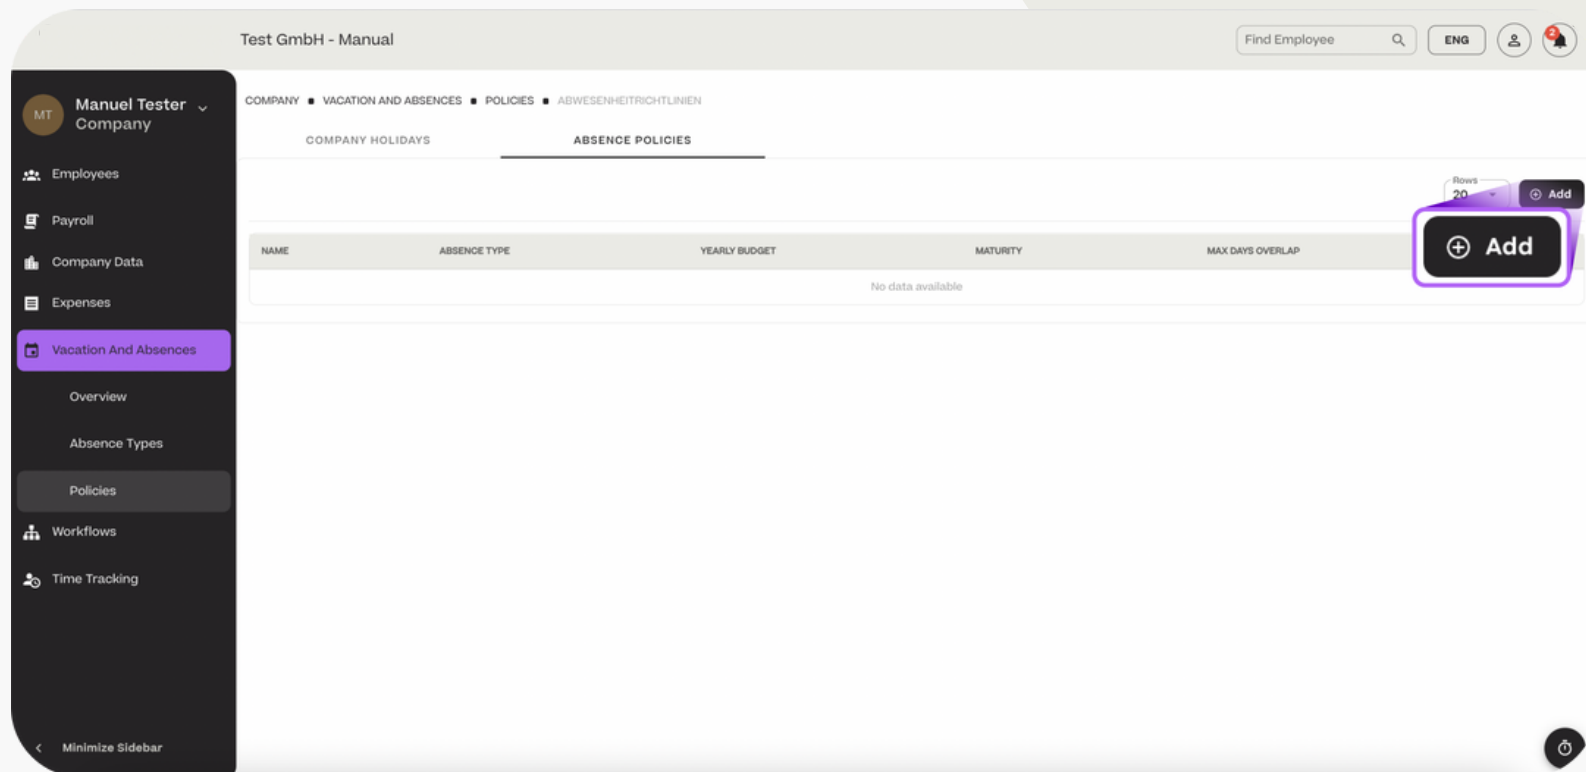 Test GmbH - Manual
Find Employee
ENG
2
MT
Manuel Tester
Company
Employees
Payroll
Company Data
Expenses
Vacation And Absences
Overview
Absence Types
Policies
Workflows
Time Tracking
Minimize Sidebar
COMPANY ■ VACATION AND ABSENCES ■ POLICIES ■ ABWESENHEITRICHTLINIEN
COMPANY HOLIDAYS ABSENCE POLICIES
Rows
20
Add
Add
NAME ABSENCE TYPE YEARLY BUDGET MATURITY MAX DAYS OVERLAP
No data available